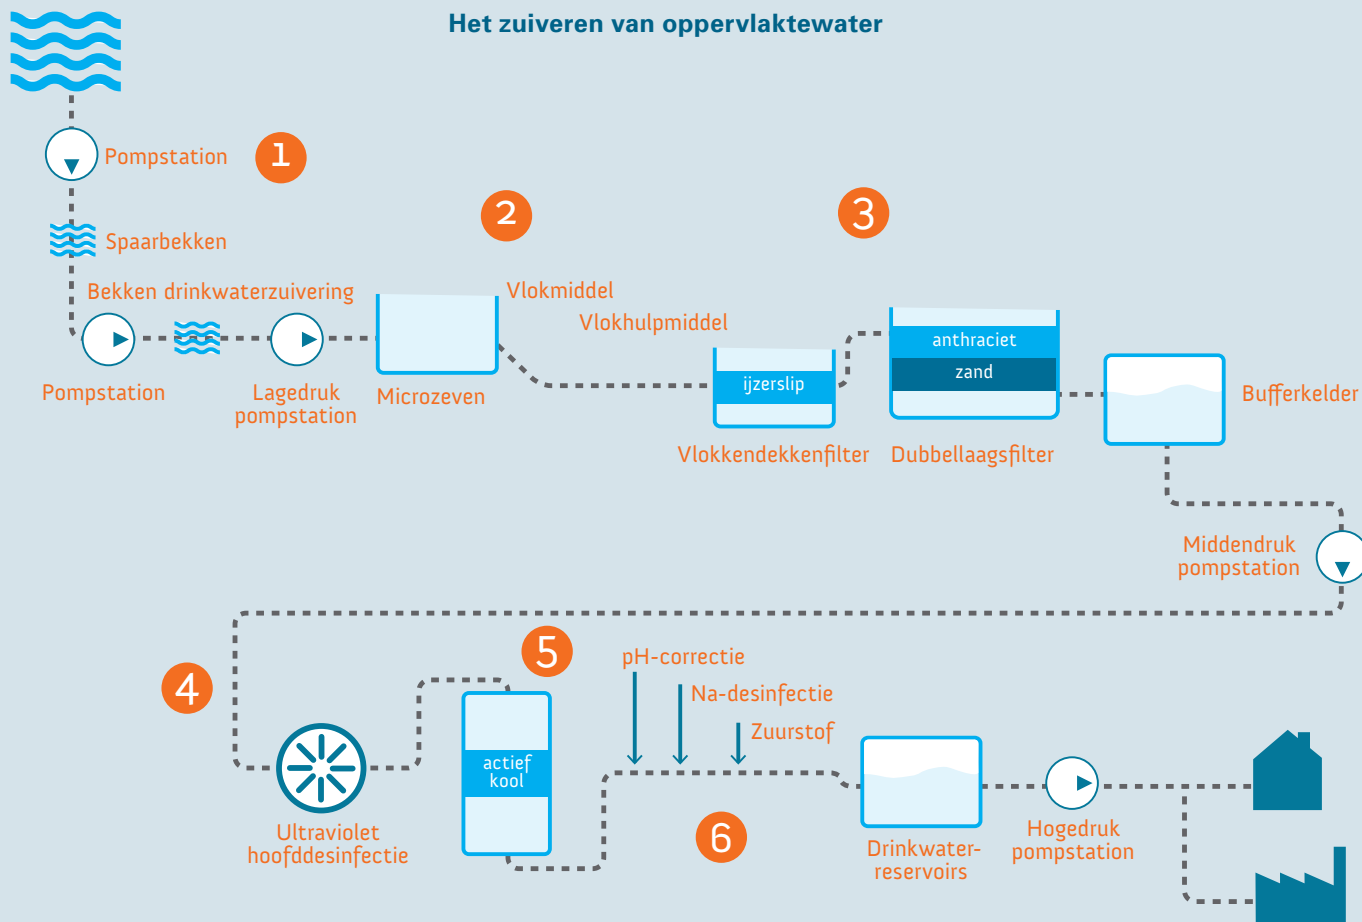 Het zuiveren van oppervlaktewater
Pompstation
1
Spaarbekken
2
3
Bekken drinkwaterzuivering
Vlokmiddel
Vlokhulpmiddel
Pompstation
Lagedruk
pompstation
Microzeven
ijzerslip
Vlokkendekkenfilter
anthraciet
zand
Dubbellaagsfilter
Bufferkelder
Middendruk
pompstation
4
Ultraviolet
hoofddesinfectie
5
actief
kool
pH-correctie
Na-desinfectie
Zuurstof
6
Drinkwater-
reservoirs
Hogedruk
pompstation